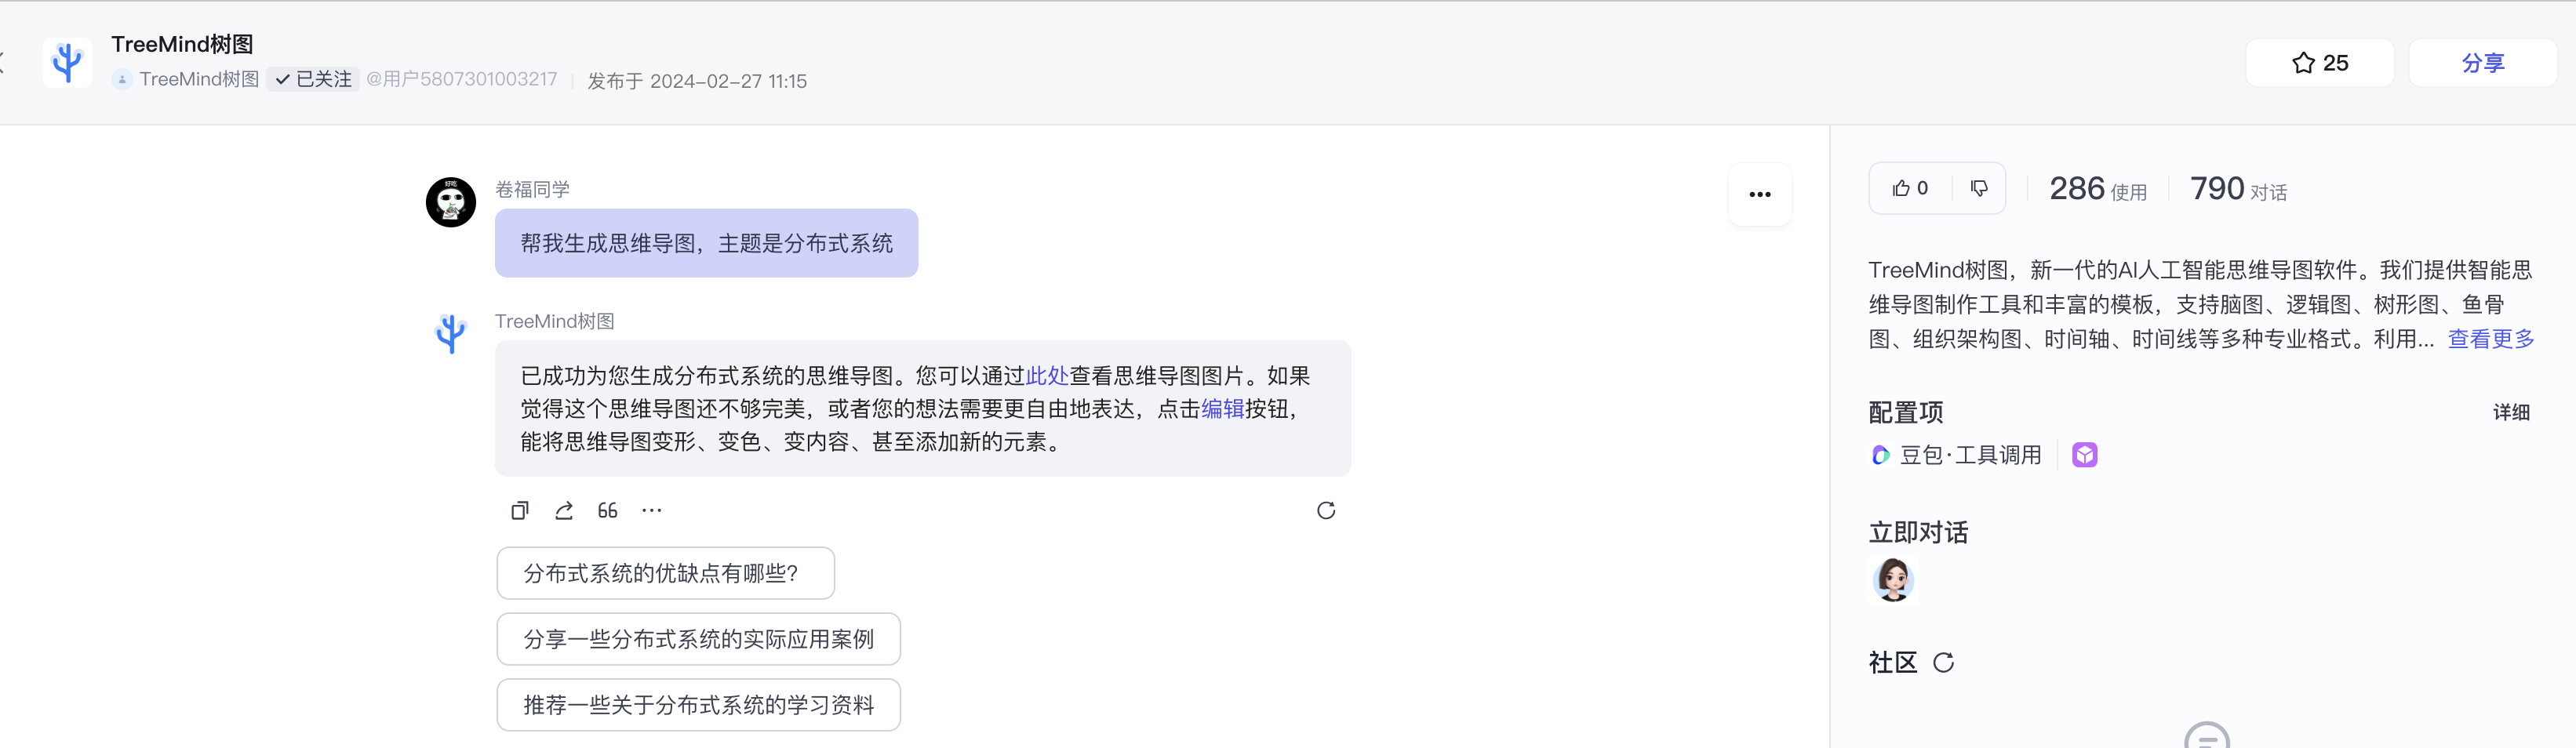 TreeMind树图
TreeMind树图 已关注 @用户5807301003217 发布于 2024-02-27 11:15
25
分享
卷福同学
帮我生成思维导图，主题是分布式系统
TreeMind树图
已成功为您生成分布式系统的思维导图。您可以通过此处查看思维导图图片。如果
觉得这个思维导图还不够完美，或者您的想法需要更自由地表达，点击编辑按钮，
能将思维导图变形、变色、变内容、甚至添加新的元素。
分布式系统的优缺点有哪些？
分享一些分布式系统的实际应用案例
推荐一些关于分布式系统的学习资料
0
286 使用
790 对话
TreeMind树图，新一代的AI人工智能思维导图软件。我们提供智能思
维导图制作工具和丰富的模板，支持脑图、逻辑图、树形图、鱼骨
图、组织架构图、时间轴、时间线等多种专业格式。利用... 查看更多
配置项
详细
豆包·工具调用
立即对话
社区